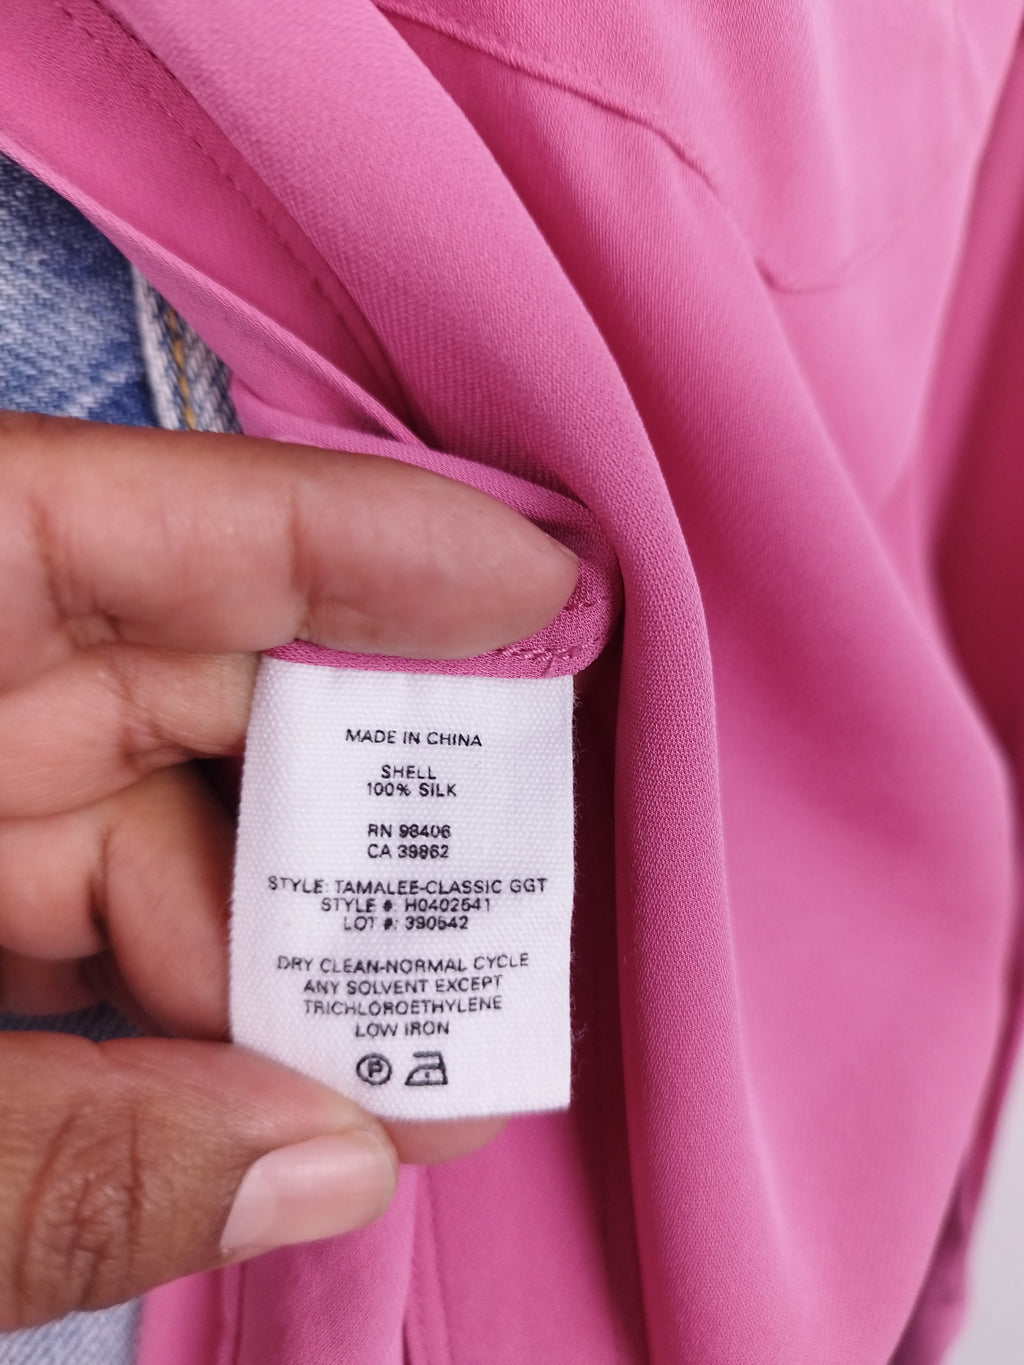 MADE IN CHINA
SHELL
100% SILK
RN 98406
CA 39862
STYLE: TAMALEE-CLASSIC GGT
STYLE #: H0402541
LOT #: 390542
DRY CLEAN-NORMAL CYCLE
ANY SOLVENT EXCEPT
TRICHLOROETHYLENE
LOW IRON
P